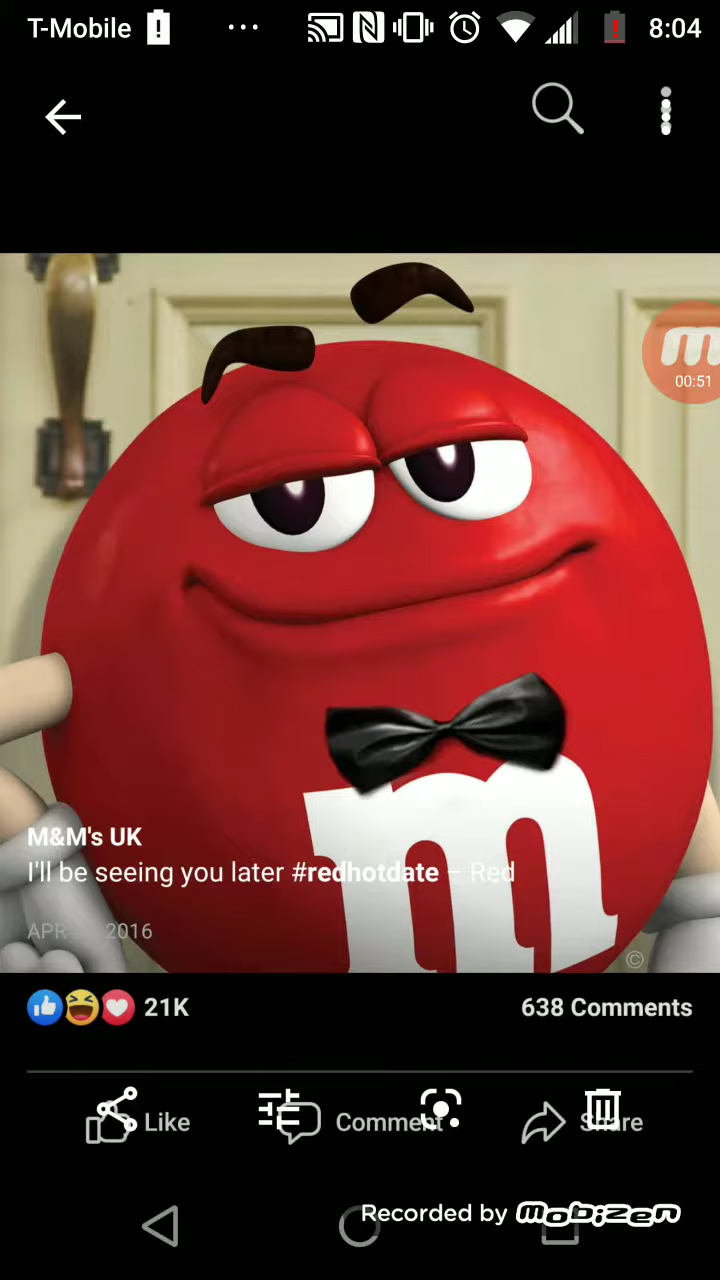 T-Mobile
8:04
m
00:51
m
M&M's UK
I'll be seeing you later #redhotdate – Red
APR 2016
©
21K
638 Comments
Like
Comment
Share
Recorded by mobizen